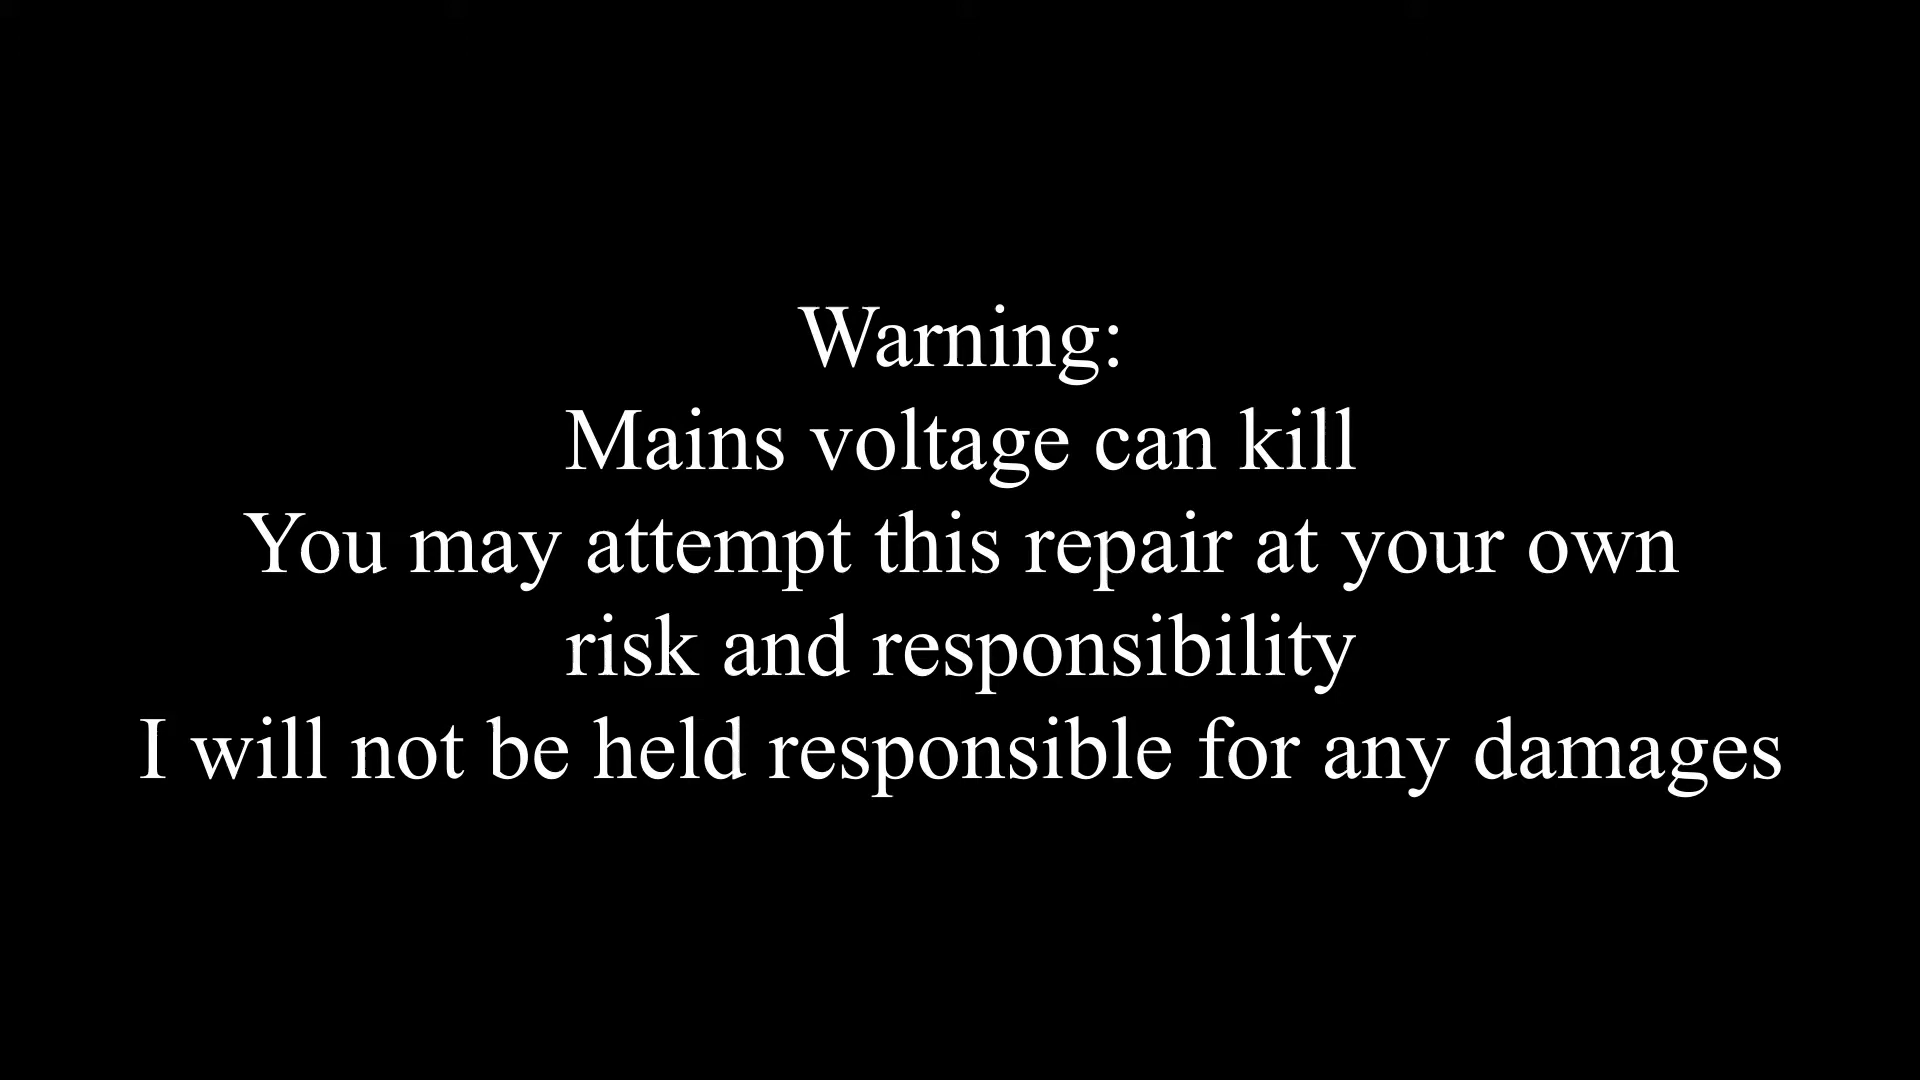 Warning:
Mains voltage can kill
You may attempt this repair at your own
risk and responsibility
I will not be held responsible for any damages